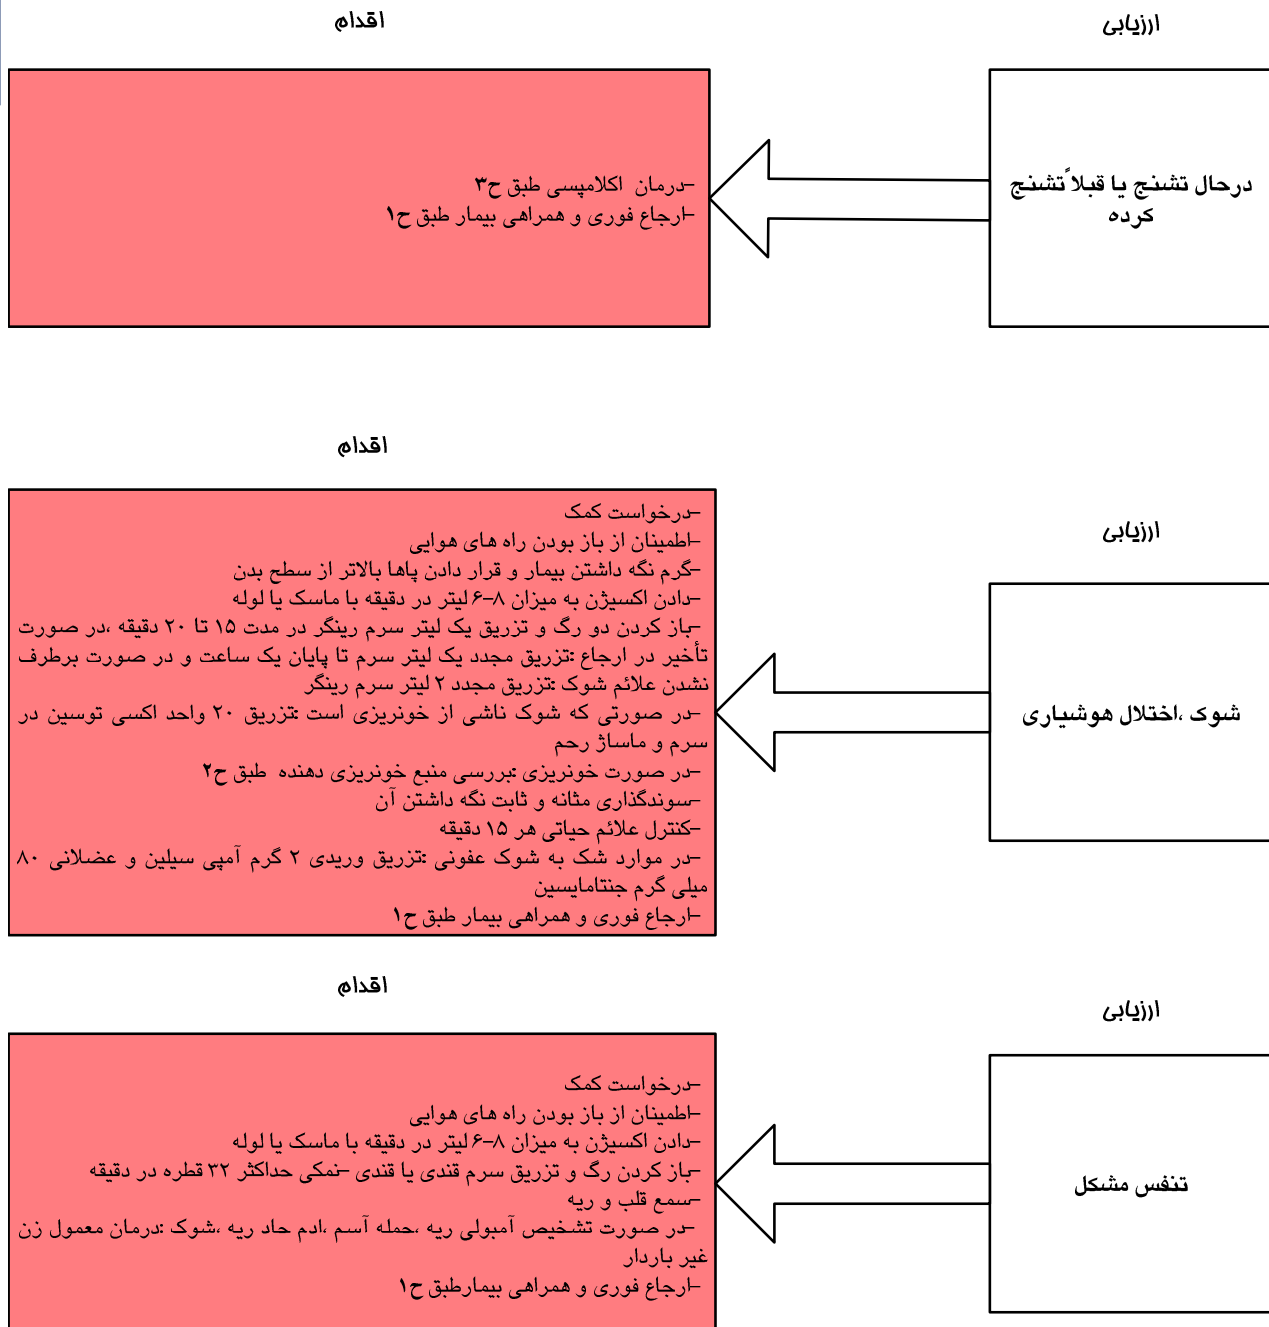 ارزیابی
اقدام
درحال تشنج یا قبلاً تشنج
کرده
-درمان اکلامپسی طبق ح۳
-ارجاع فوری و همراهی بیمار طبق ح۱
ارزیابی
اقدام
شوک ،اختلال هوشیاری
-درخواست کمک
-اطمینان از باز بودن راه های هوایی
-گرم نگه داشتن بیمار و قرار دادن پاها بالاتر از سطح بدن
-دادن اکسیژن به میزان ۸-۶ لیتر در دقیقه با ماسک یا لوله
-باز کردن دو رگ و تزریق یک لیتر سرم رینگر در مدت ۱۵ تا ۲۰ دقیقه ،در صورت
تأخیر در ارجاع :تزریق مجدد یک لیتر سرم تا پایان یک ساعت و در صورت برطرف
نشدن علائم شوک :تزریق مجدد ۲ لیتر سرم رینگر
-در صورتی که شوک ناشی از خونریزی است :تزریق ۲۰ واحد اکسی توسین در
سرم و ماساژ رحم
-در صورت خونریزی :بررسی منبع خونریزی دهنده طبق ح۲
-سوندگذاری مثانه و ثابت نگه داشتن آن
-کنترل علائم حیاتی هر ۱۵ دقیقه
-در موارد شک به شوک عفونی :تزریق وریدی ۲ گرم آمپی سیلین و عضلانی ۸۰
میلی گرم جنتامایسین
-ارجاع فوری و همراهی بیمار طبق ح۱
ارزیابی
اقدام
تنفس مشکل
-درخواست کمک
-اطمینان از باز بودن راه های هوایی
-دادن اکسیژن به میزان ۸-۶ لیتر در دقیقه با ماسک یا لوله
-باز کردن رگ و تزریق سرم قندی یا قندی -نمکی حداکثر ۳۲ قطره در دقیقه
-سمع قلب و ریه
-در صورت تشخیص آمبولی ریه ،حمله آسم ،ادم حاد ریه ،شوک :درمان معمول زن
غیر باردار
-ارجاع فوری و همراهی بیمارطبق ح۱